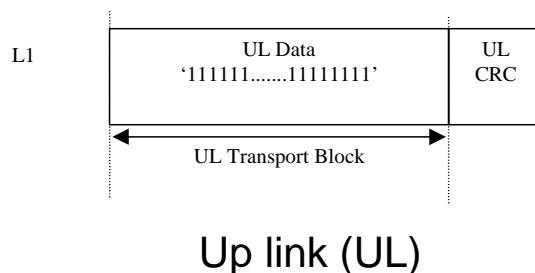 L1
UL Data
‘111111.......11111111’
UL
CRC
UL Transport Block
Up link (UL)